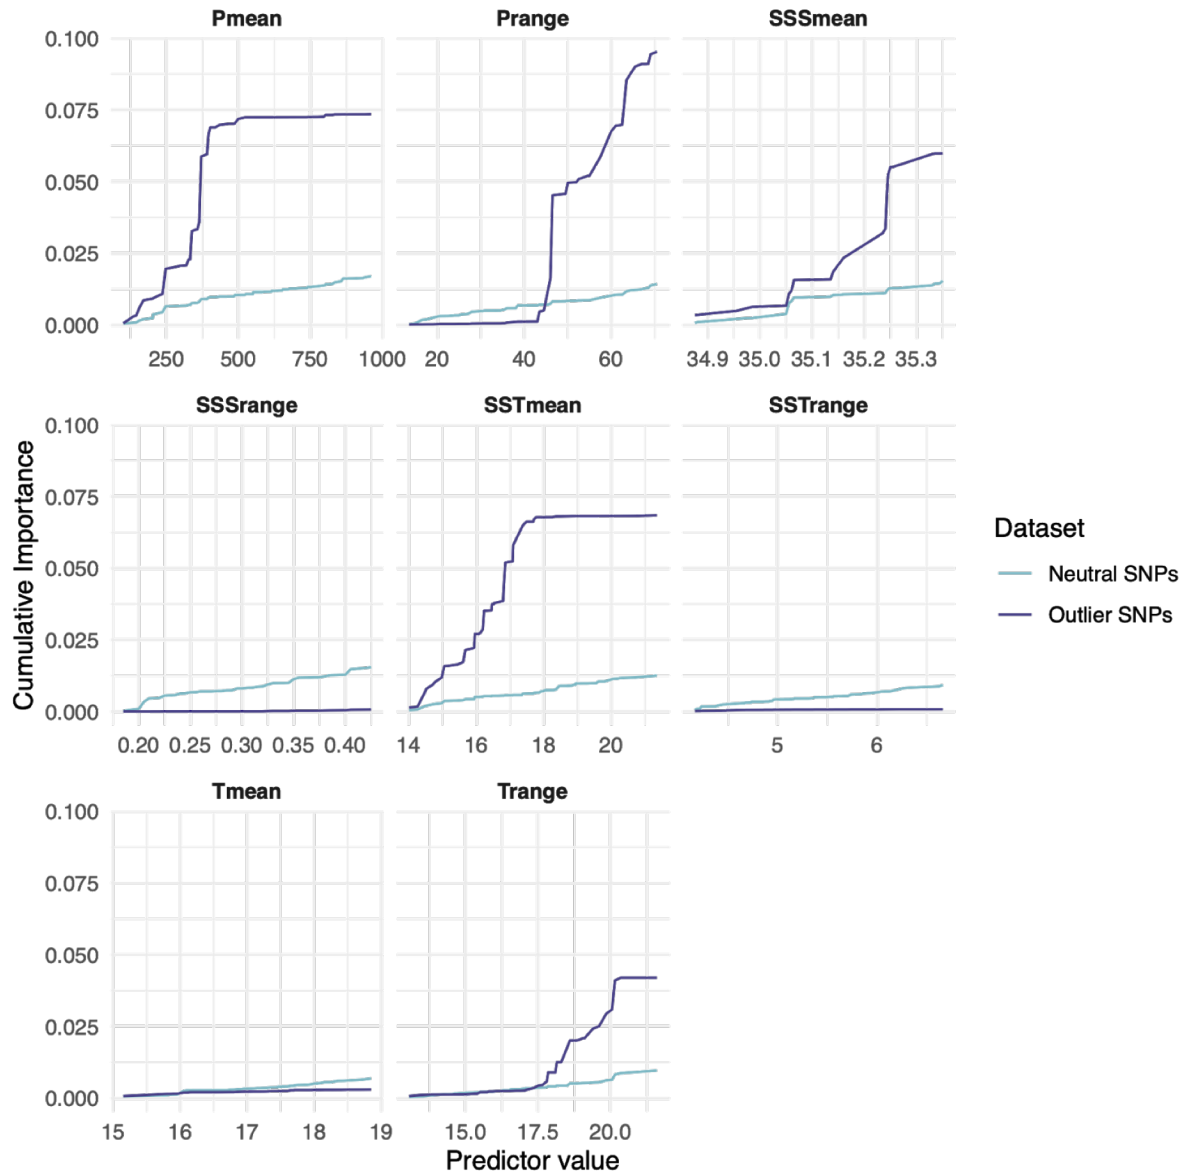 Pmean Prange SSSmean
0.100
0.075
0.050
0.025
0.000
250 500 750 1000 20 40 60 34.9 35.0 35.1 35.2 35.3
SSSrange SSTmean SSTrange
0.100
0.075
0.050
0.025
0.000
0.20 0.25 0.30 0.35 0.40 14 16 18 20 5 6
Cumulative Importance
Dataset
Neutral SNPs
Outlier SNPs
Tmean Trange
0.100
0.075
0.050
0.025
0.000
15 16 17 18 19 15.0 17.5 20.0
Predictor value